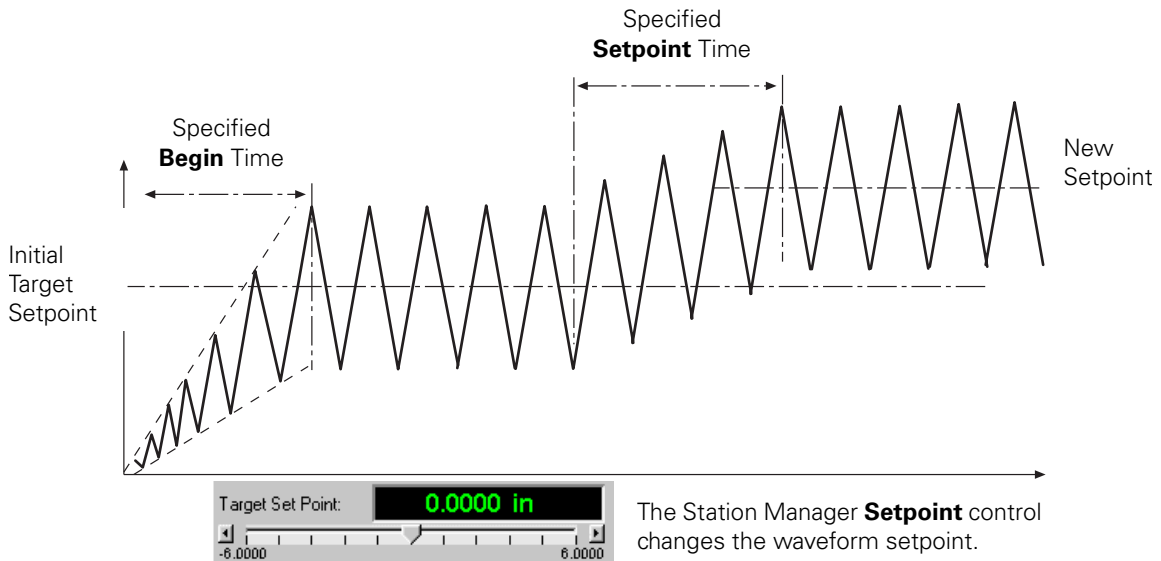 Specified
Setpoint Time
Specified
Begin Time
New
Setpoint
Initial
Target
Setpoint
Target Set Point:
0.0000 in
-6.0000
6.0000
The Station Manager Setpoint control
changes the waveform setpoint.